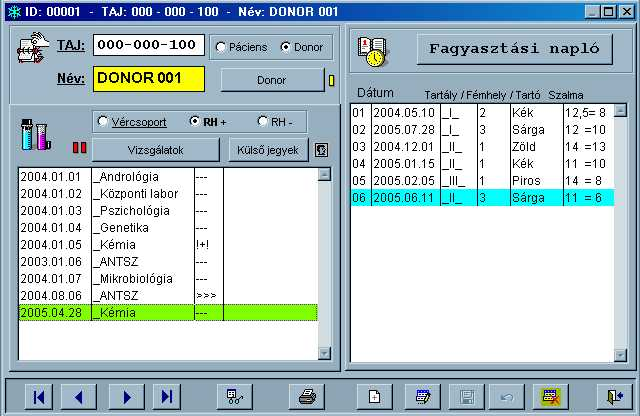 ID: 00001 - TAJ: 000 - 000 - 100 - Név: DONOR 001
TAJ: 000-000-100 Páciens Donor
Név: DONOR 001 Donor
Vércsoport RH + RH -
Vizsgálatok Külső jegyek
2004.01.01 _Andrológia ---
2004.01.02 _Központi labor ---
2004.01.03 _Pszichológia ---
2004.01.04 _Genetika ---
2004.01.05 _Kémia !+!
2003.01.06 _ANTSZ ---
2004.01.07 _Mikrobiológia ---
2004.08.06 _ANTSZ >>>
2005.04.28 _Kémia ---
Fagyasztási napló
Dátum Tartály / Fémhely / Tartó Szalma
01 2004.05.10 _I_ 2 Kék 12,5= 8
02 2005.07.28 _I_ 3 Sárga 12 =10
03 2004.12.01 _II_ 1 Zöld 14 =13
04 2005.01.15 _II_ 1 Kék 11 =10
05 2005.02.05 _III_ 1 Piros 14 = 8
06 2005.06.11 _II_ 3 Sárga 11 = 6